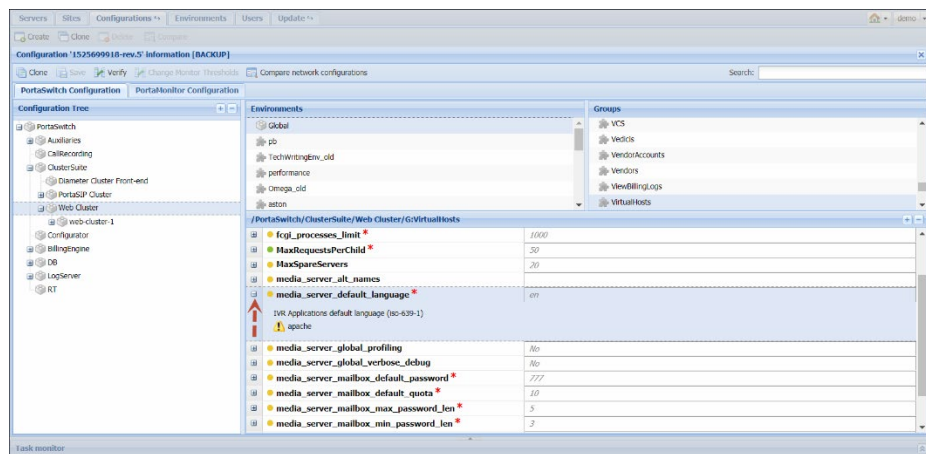 Servers Sites Configurations Environments Users Update demo
Create Clone Delete Compare
Configuration '1525699918-rev.5' information [BACKUP]
Clone Save Verify Change Monitor Thresholds Compare network configurations Search:
PortaSwitch Configuration PortaMonitor Configuration
Configuration Tree
PortaSwitch
Auxiliaries
CallRecording
ClusterSuite
Diameter Cluster Front-end
PortaSIP Cluster
Web Cluster
web-cluster-1
Configurator
BillingEngine
DB
LogServer
RT
Environments
Global
pb
TechWritingEnv_old
performance
Omega_old
aston
Groups
VCS
Vedicis
VendorAccounts
Vendors
ViewBillingLogs
VirtualHosts
/PortaSwitch/ClusterSuite/Web Cluster/G:VirtualHosts
fcgi_processes_limit * 1000
MaxRequestsPerChild * 50
MaxSpareServers 20
media_server_alt_names
media_server_default_language * en
IVR Applications default language (iso-639-1)
apache
media_server_global_profiling No
media_server_global_verbose_debug No
media_server_mailbox_default_password * 777
media_server_mailbox_default_quota * 10
media_server_mailbox_max_password_len * 5
media_server_mailbox_min_password_len * 3
Task monitor